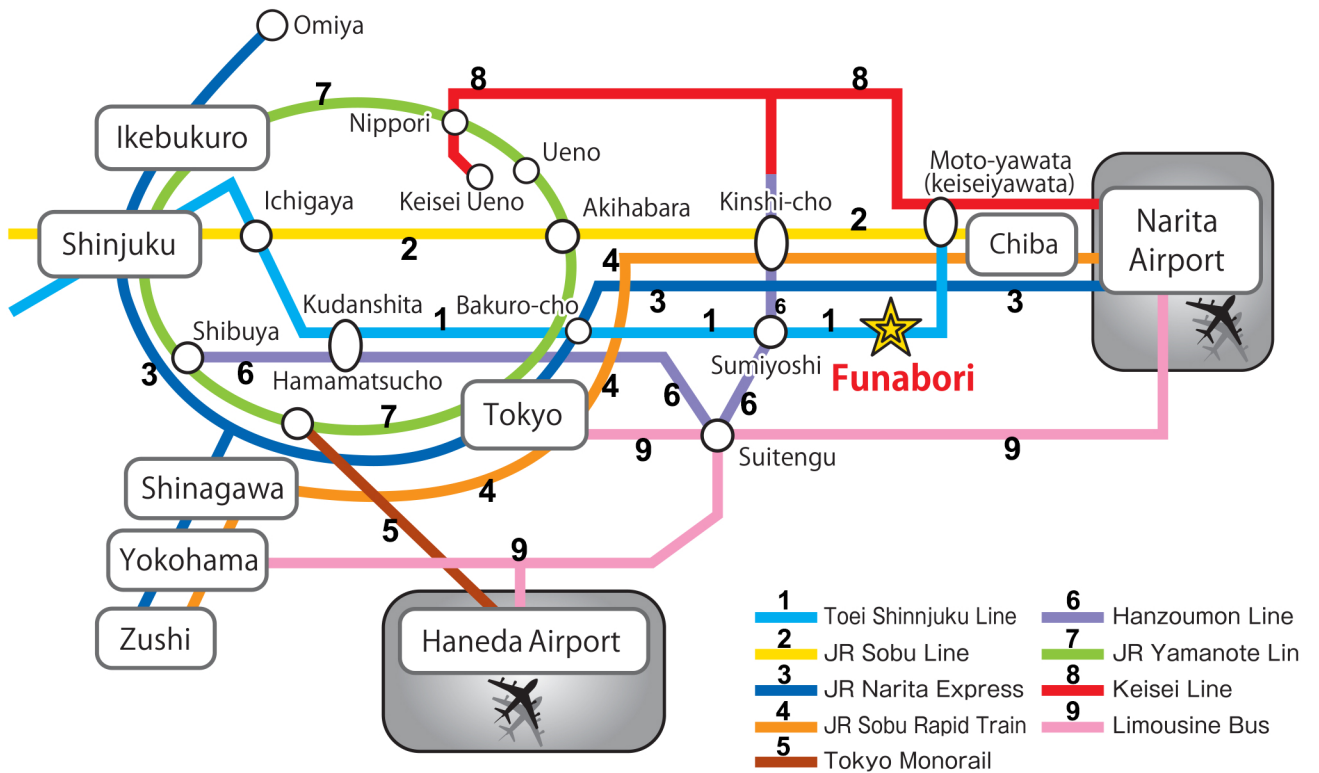 Omiya
7
8
8
Ikebukuro
Nippori
Ueno
Moto-yawata
(keiseiyawata)
Ichigaya
Keisei Ueno
Akihabara
Kinshi-cho
2
Narita
Airport
Shinjuku
2
4
Chiba
Kudanshita
1
Bakuro-cho
3
6
3
1
1
Shibuya
6
3
Hamamatsucho
Sumiyoshi
Funabori
4
6
6
7
Tokyo
9
Suitengu
9
Shinagawa
4
5
Yokohama
9
Zushi
Haneda Airport
1
Toei Shinnjuku Line
2
JR Sobu Line
3
JR Narita Express
4
JR Sobu Rapid Train
5
Tokyo Monorail
6
Hanzoumon Line
7
JR Yamanote Lin
8
Keisei Line
9
Limousine Bus